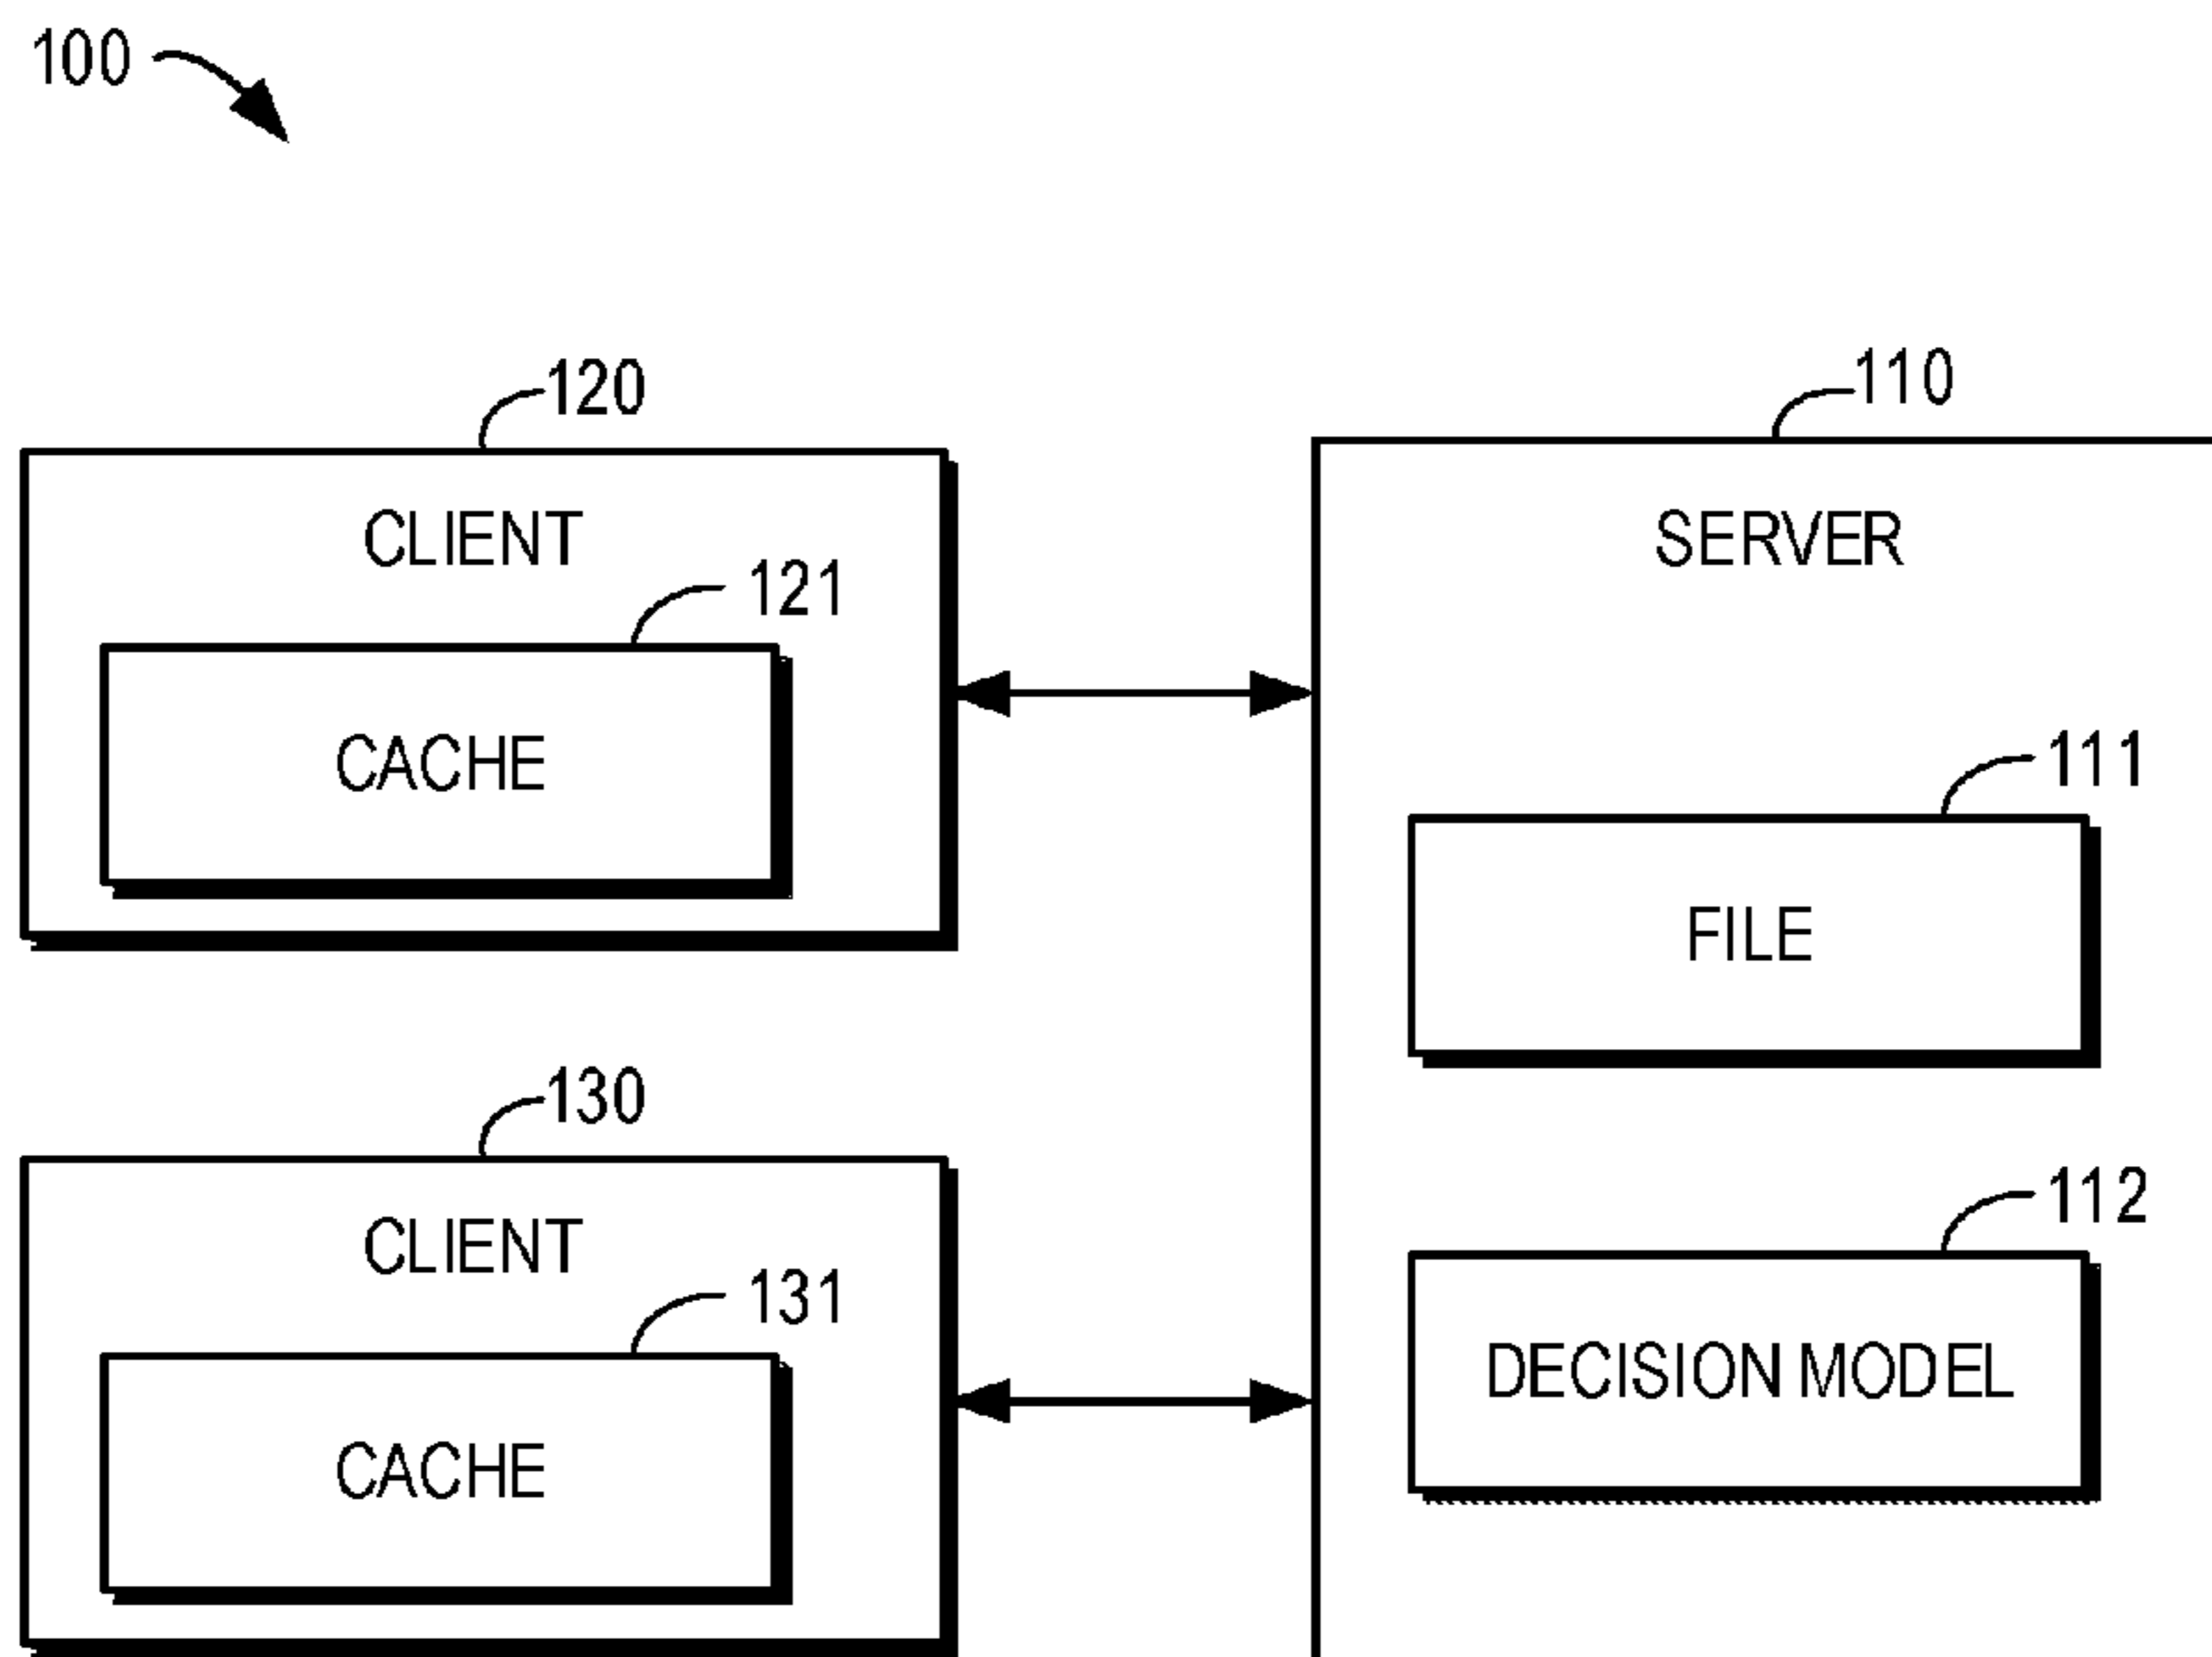 100
120
110
CLIENT
SERVER
121
CACHE
111
FILE
130
CLIENT
112
131
DECISION MODEL
CACHE